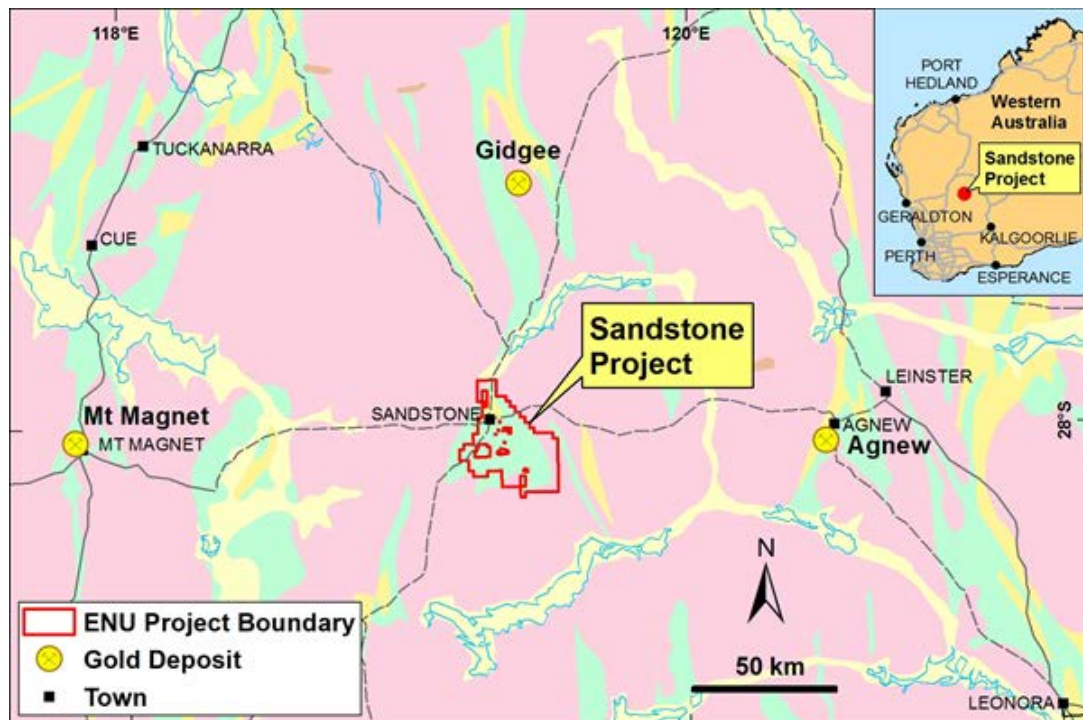 118°E
120°E
PORT
HEDLAND
Western
Australia
Sandstone
Project
GERALDTON
KALGOORLIE
PERTH
ESPERANCE
TUCKANARRA
Gidgee
CUE
Sandstone
Project
LEINSTER
SANDSTONE
28°S
Mt Magnet
MT MAGNET
AGNEW
Agnew
N
ENU Project Boundary
Gold Deposit
Town
50 km
LEONORA